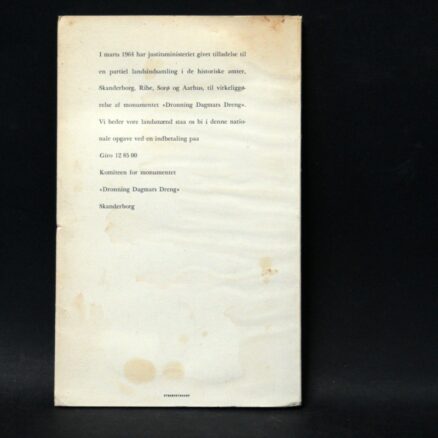 I marts 1964 har justitsministeriet givet tilladelse til
en partiel landsindsamling i de historiske amter,
Skanderborg, Ribe, Sorø og Aarhus, til virkeliggø-
relse af monumentet »Dronning Dagmars Dreng«
Vi beder vore landsmænd staa os bi i denne natio-
nale opgave ved en indbetaling paa
Giro 12 85 00
Komiteen for monumentet
»Dronning Dagmars Dreng«
Skanderborg